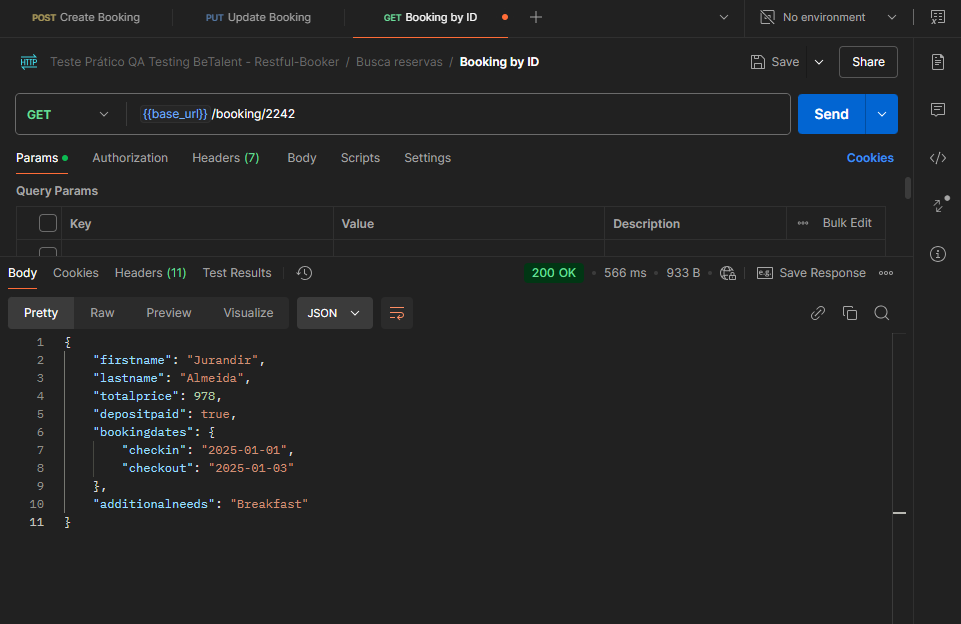 POST Create Booking PUT Update Booking GET Booking by ID No environment
HTTP Teste Prático QA Testing BeTalent - Restful-Booker / Busca reservas / Booking by ID Save Share
GET {{base_url}} /booking/2242 Send
Params Authorization Headers (7) Body Scripts Settings Cookies
Query Params
Key Value Description Bulk Edit
Body Cookies Headers (11) Test Results 200 OK 566 ms 933 B e.g. Save Response
Pretty Raw Preview Visualize JSON
1 {
2 "firstname": "Jurandir",
3 "lastname": "Almeida",
4 "totalprice": 978,
5 "depositpaid": true,
6 "bookingdates": {
7 "checkin": "2025-01-01",
8 "checkout": "2025-01-03"
9 },
10 "additionalneeds": "Breakfast"
11 }